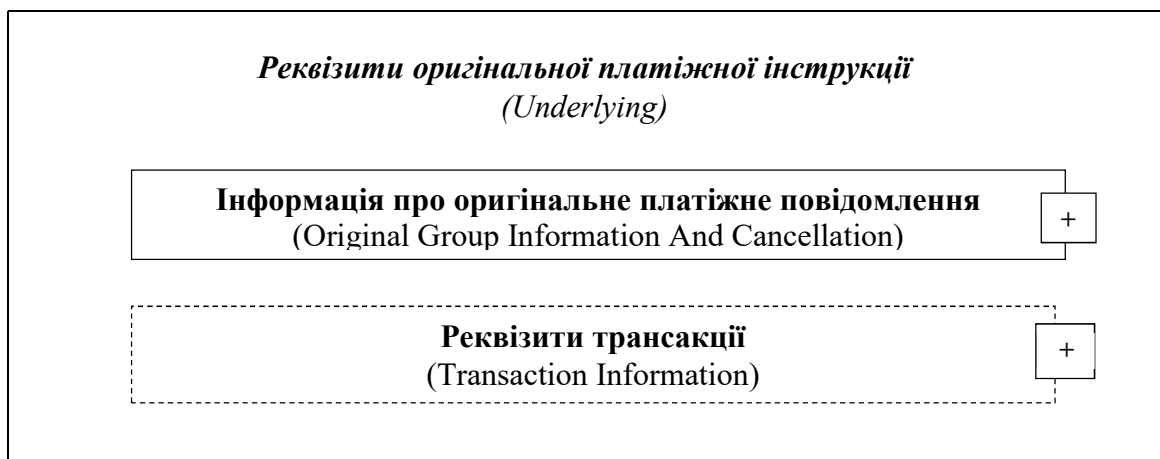 Реквізити оригінальної платіжної інструкції
(Underlying)
Інформація про оригінальне платіжне повідомлення
(Original Group Information And Cancellation)
+
Реквізити трансакції
(Transaction Information)
+